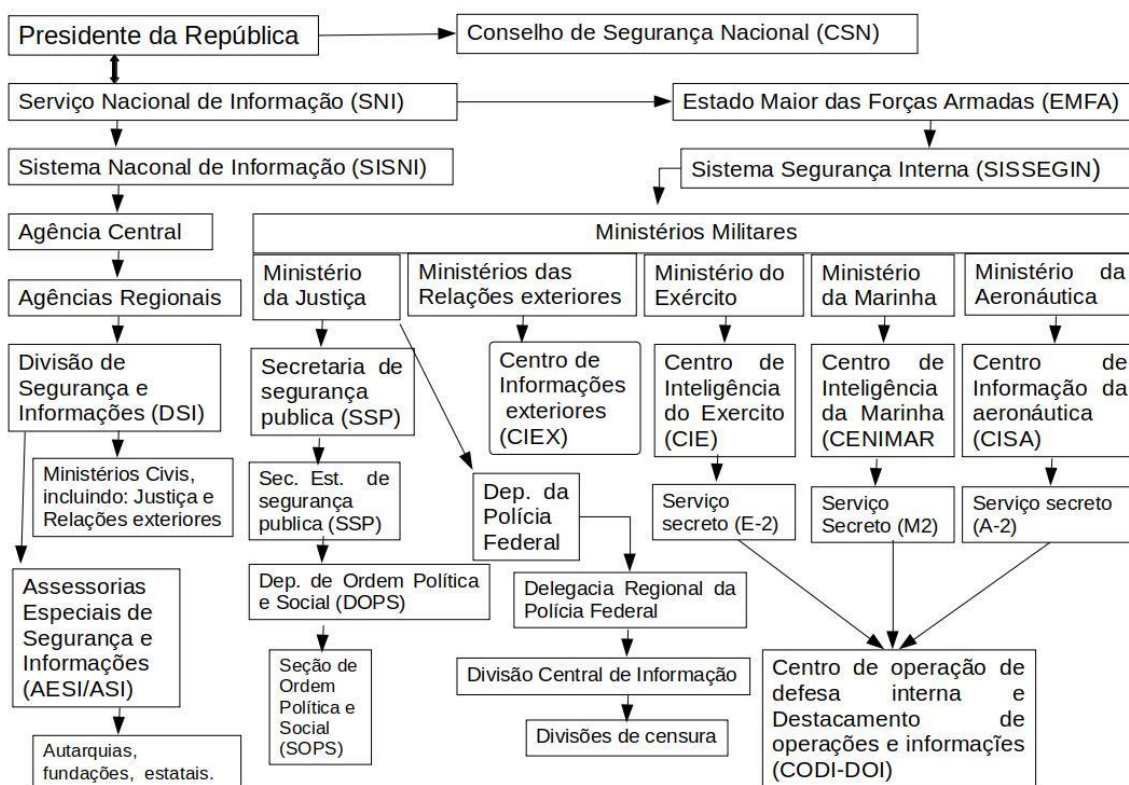 Presidente da República
Conselho de Segurança Nacional (CSN)
Serviço Nacional de Informação (SNI)
Estado Maior das Forças Armadas (EMFA)
Sistema Naconal de Informação (SISNI)
Sistema Segurança Interna (SISSEGIN)
Agência Central
Ministérios Militares
Agências Regionais
Ministério
da Justiça
Ministérios das
Relações exteriores
Ministério do
Exército
Ministério
da Marinha
Ministério da
Aeronáutica
Divisão de
Segurança e
Informações (DSI)
Secretaria de
segurança
publica (SSP)
Centro de
Informações
exteriores (CIEX)
Centro de
Inteligência
do Exercito
(CIE)
Centro de
Inteligência
da Marinha
(CENIMAR
Centro de
Informação da
aeronáutica
(CISA)
Ministérios Civis,
incluindo: Justiça e
Relações exteriores
Sec. Est. de
segurança
publica (SSP)
Dep. da
Polícia
Federal
Serviço
secreto (E-2)
Serviço
Secreto (M2)
Serviço secreto
(A-2)
Assessorias
Especiais de
Segurança e
Informações
(AESI/ASI)
Dep. de Ordem Política
e Social (DOPS)
Delegacia Regional da
Polícia Federal
Seção de
Ordem
Política e
Social
(SOPS)
Divisão Central de Informação
Centro de operação de
defesa interna e
Destacamento de
operações e informaçĩes
(CODI-DOI)
Divisões de censura
Autarquias,
fundações, estatais.